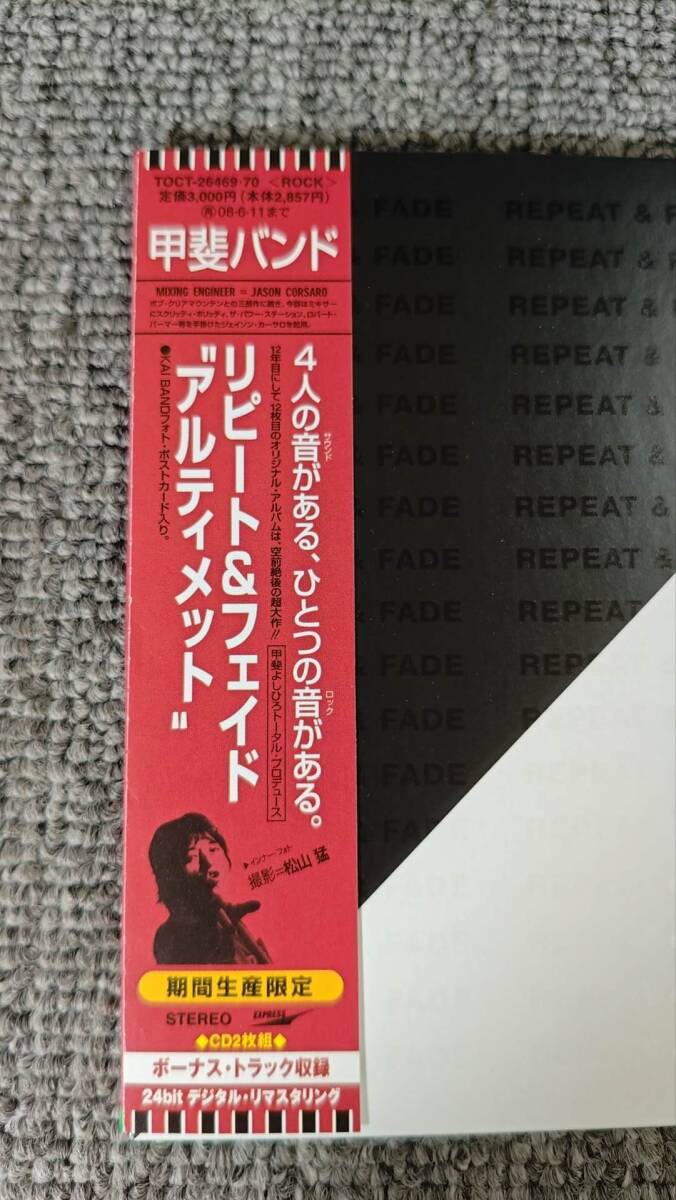 TOCT-26469・70 〈ROCK〉
定価3,000円(本体2,857円)
㋐08・6・11まで
甲斐バンド
MIXING ENGINEER = JASON CORSARO
ボブ・クリアマウンテンとの三部作に続き、今回はミキサー
にスクリッティ・ポリッティ、ザ・パワー・ステーション、ロバート・
パーマー等を手掛けたジェイソン・カーサロを起用。
4人の音がある、ひとつの音がある。
サウンド
ロック
12年目にして12枚目のオリジナル・アルバムは、空前絶後の超大作!!
甲斐よしひろトータル・プロデュース
リピート&フェイド
"アルティメット"
●KAI BANDフォト・ポストカード入り。
▶インナー・フォト
撮影=松山 猛
期間生産限定
STEREO
EXPRESS
◆CD2枚組◆
ボーナス・トラック収録
24bit デジタル・リマスタリング
& FADE REPEAT & F
& FADE REPEAT & F
& FADE REPEAT & F
& FADE REPEAT &
& FADE REPEAT &
& FADE REPEAT &
& FADE REPEAT &
& FADE REPEAT &
& FADE REPEAT
& FADE REPEAT
& FADE
& FADE